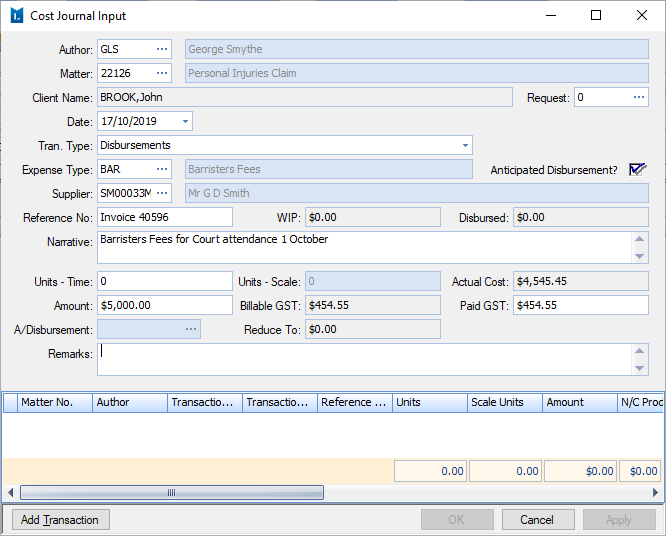 Cost Journal Input
Author: GLS ... George Smythe
Matter: 22126 ... Personal Injuries Claim
Client Name: BROOK,John Request: 0 ...
Date: 17/10/2019
Tran. Type: Disbursements
Expense Type: BAR ... Barristers Fees Anticipated Disbursement?
Supplier: SM00033M ... Mr G D Smith
Reference No: Invoice 40596 WIP: $0.00 Disbursed: $0.00
Narrative: Barristers Fees for Court attendance 1 October
Units - Time: 0 Units - Scale: 0 Actual Cost: $4,545.45
Amount: $5,000.00 Billable GST: $454.55 Paid GST: $454.55
A/Disbursement: ... Reduce To: $0.00
Remarks:
Matter No. Author Transactio... Transactio... Reference ... Units Scale Units Amount N/C Prod
0.00 0.00 $0.00 $0.00
Add Transaction OK Cancel Apply